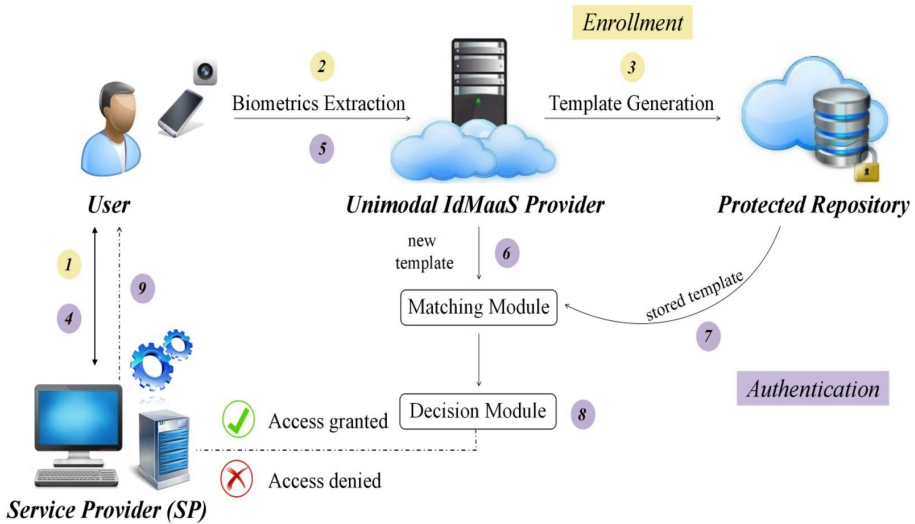 Enrollment
2
3
Biometrics Extraction
Template Generation
5
User
Unimodal IdMaaS Provider
Protected Repository
new
template
6
1
9
4
stored template
7
Matching Module
Authentication
Decision Module
8
Access granted
Access denied
Service Provider (SP)